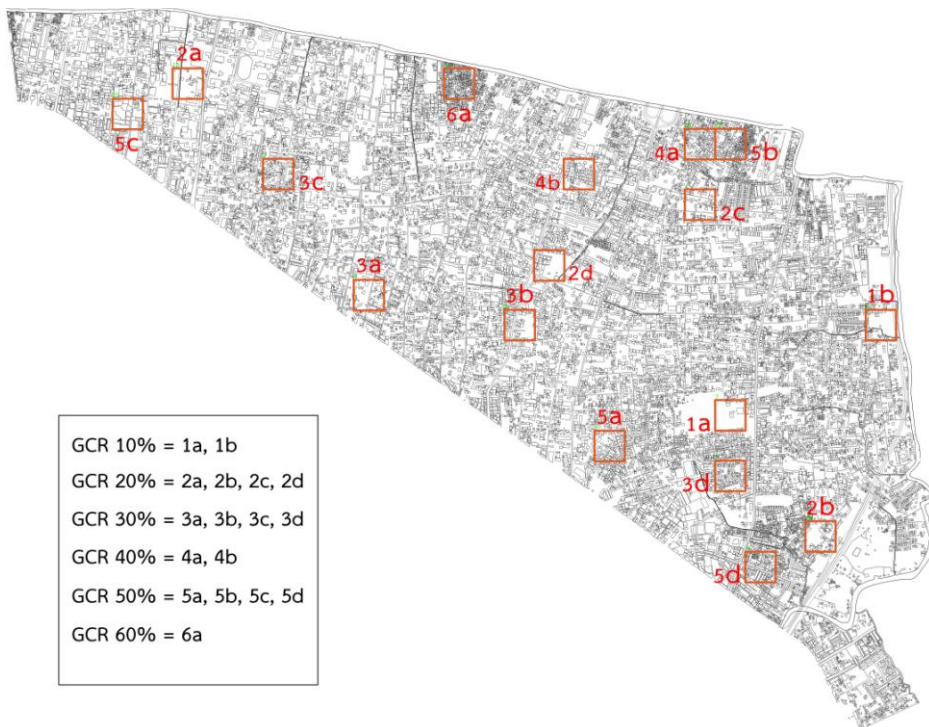 2a
6a
5c
4a
5b
3c
4b
2c
3a
2d
3b
1b
1a
5a
3d
2b
5d
GCR 10% = 1a, 1b
GCR 20% = 2a, 2b, 2c, 2d
GCR 30% = 3a, 3b, 3c, 3d
GCR 40% = 4a, 4b
GCR 50% = 5a, 5b, 5c, 5d
GCR 60% = 6a